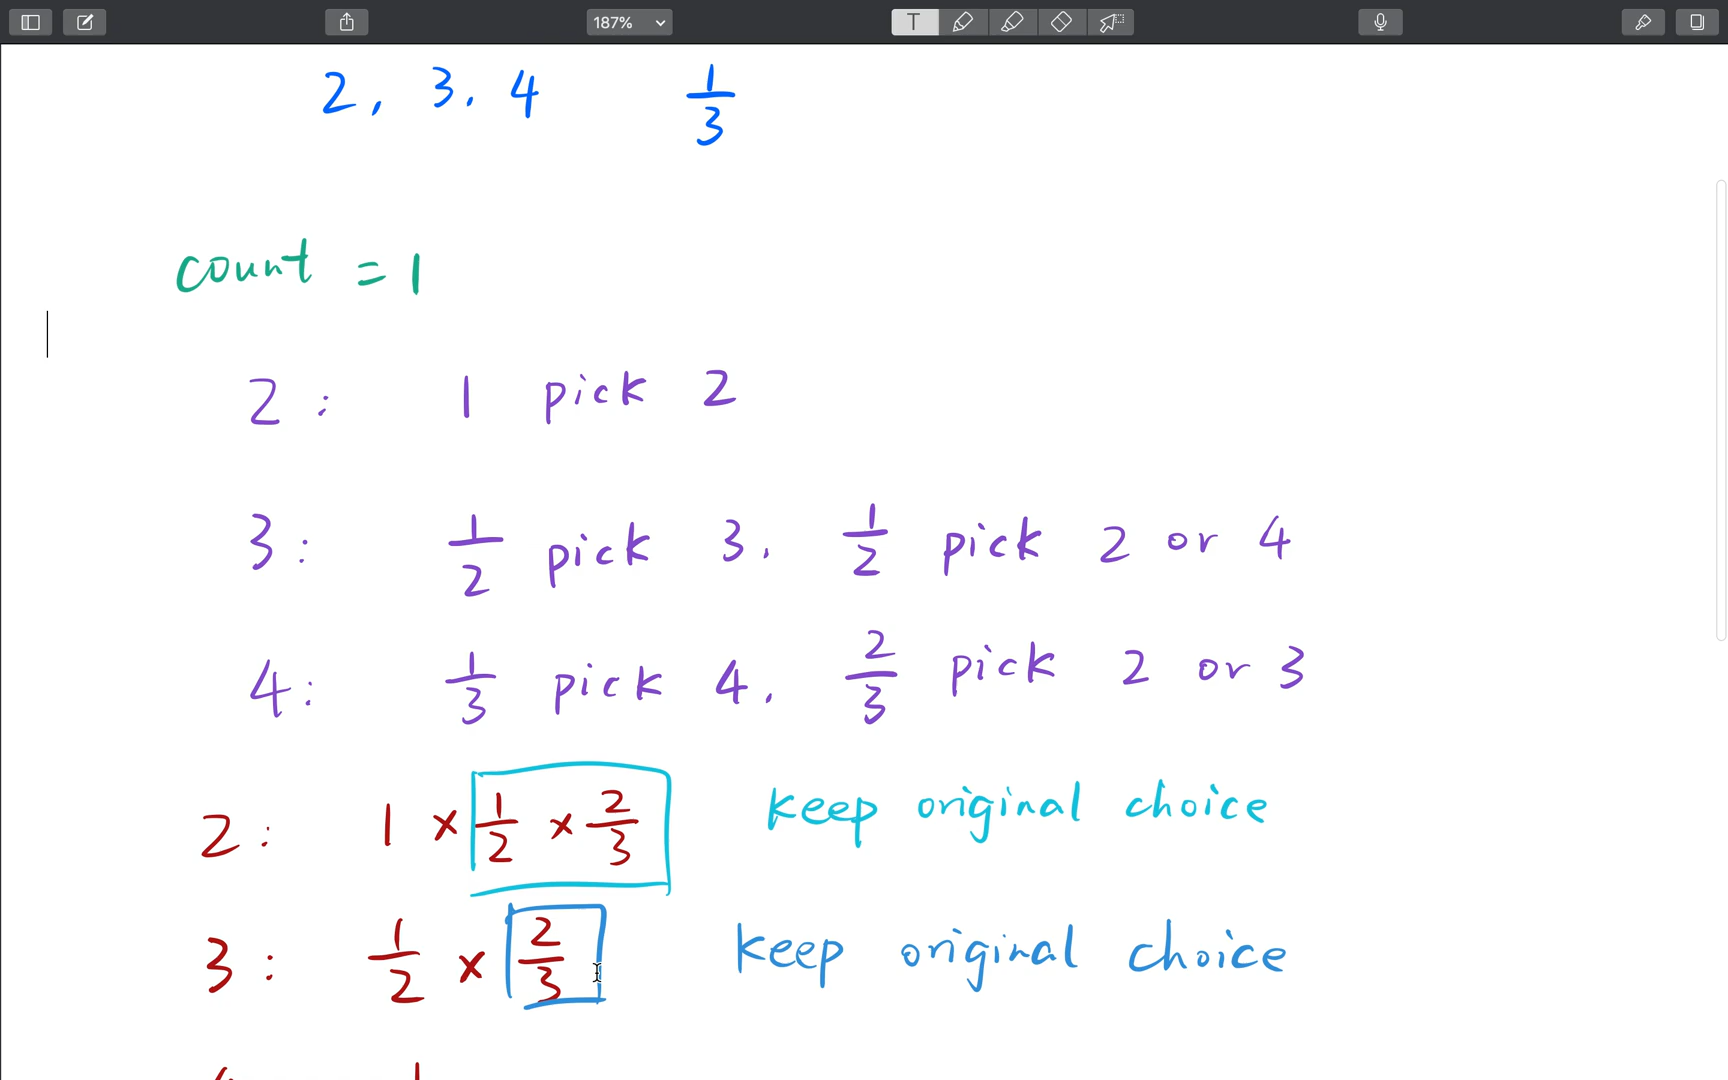 187%
T
2, 3. 4 1/3
count = 1
2: 1 pick 2
3: 1/2 pick 3. 1/2 pick 2 or 4
4: 1/3 pick 4. 2/3 pick 2 or 3
2: 1 × 1/2 × 2/3 keep original choice
3: 1/2 × 2/3 keep original choice